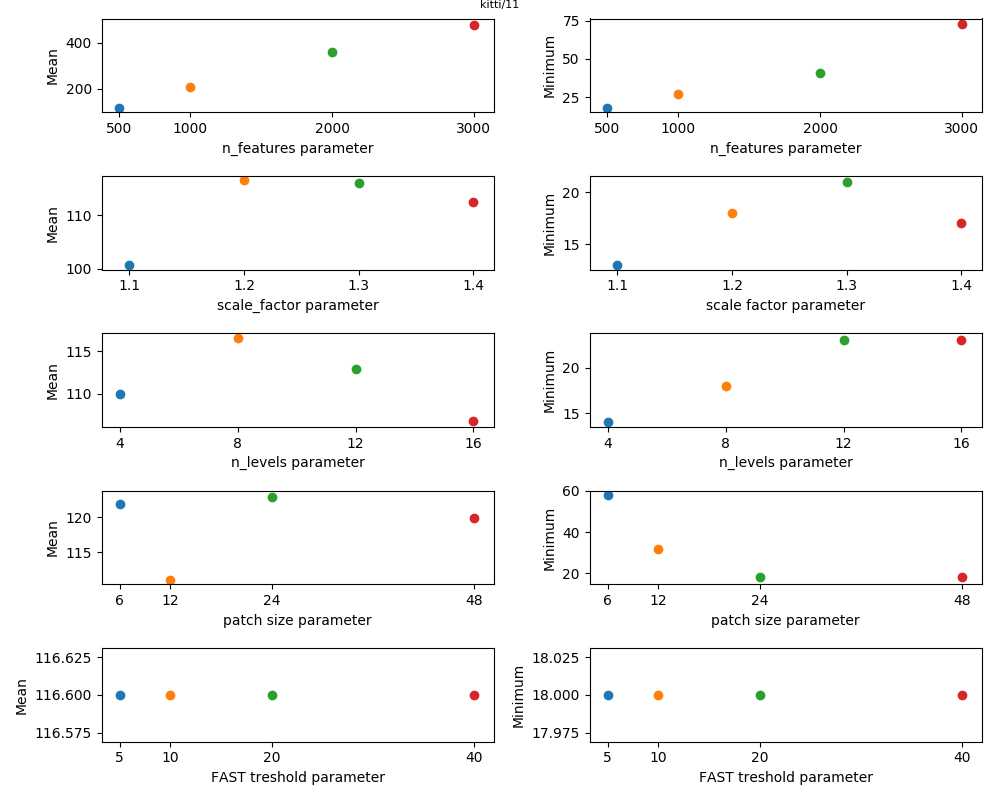 kitti/11
400
200
Mean
500 1000 2000 3000
n_features parameter
75
50
25
Minimum
500 1000 2000 3000
n_features parameter
110
100
Mean
1.1 1.2 1.3 1.4
scale_factor parameter
20
15
Minimum
1.1 1.2 1.3 1.4
scale factor parameter
115
110
Mean
4 8 12 16
n_levels parameter
20
15
Minimum
4 8 12 16
n_levels parameter
120
115
Mean
6 12 24 48
patch size parameter
60
40
20
Minimum
6 12 24 48
patch size parameter
116.625
116.600
116.575
Mean
5 10 20 40
FAST treshold parameter
18.025
18.000
17.975
Minimum
5 10 20 40
FAST treshold parameter